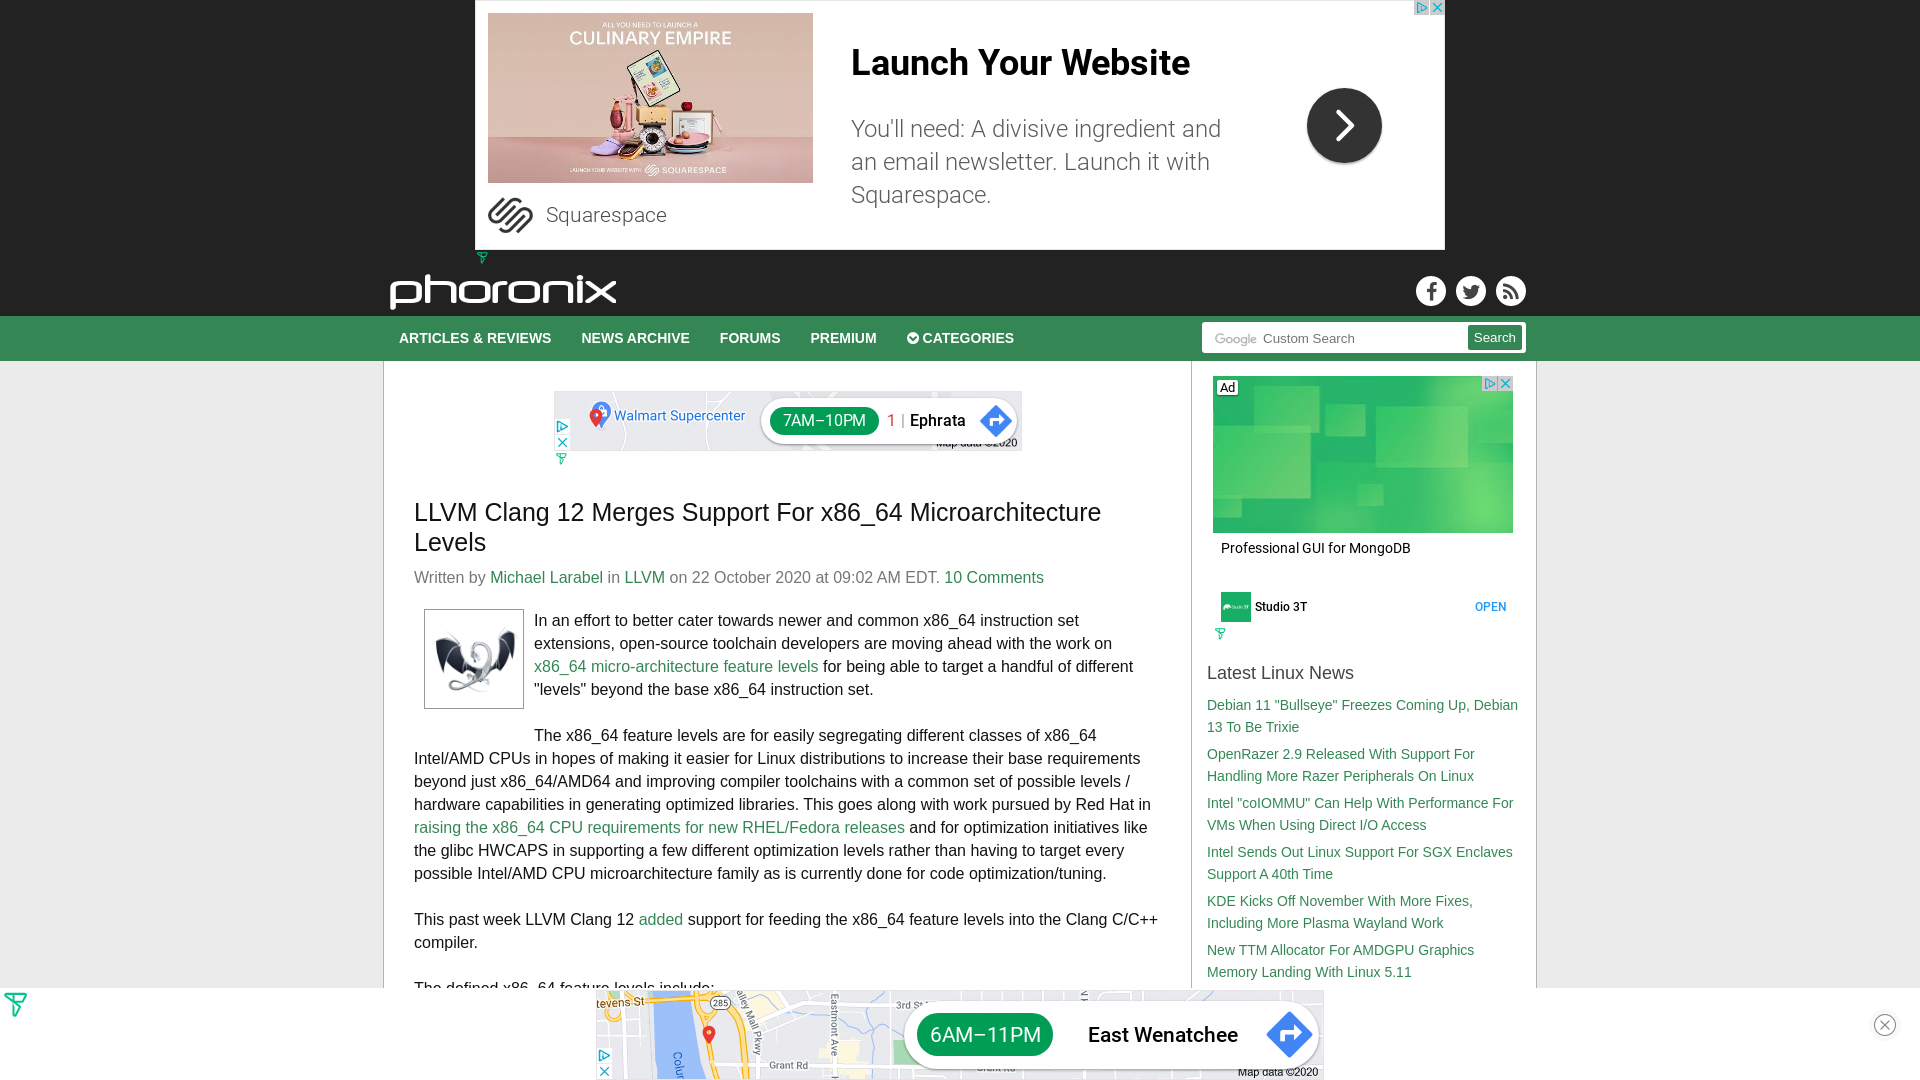 ALL YOU NEED TO LAUNCH A
CULINARY EMPIRE
LAUNCH YOUR WEBSITE WITH SQUARESPACE
Squarespace
Launch Your Website
You'll need: A divisive ingredient and
an email newsletter. Launch it with
Squarespace.
phoronix
ARTICLES & REVIEWS NEWS ARCHIVE FORUMS PREMIUM CATEGORIES
Google Custom Search Search
Walmart Supercenter 7AM–10PM 1 | Ephrata
Map data ©2020
LLVM Clang 12 Merges Support For x86_64 Microarchitecture
Levels
Written by Michael Larabel in LLVM on 22 October 2020 at 09:02 AM EDT. 10 Comments
In an effort to better cater towards newer and common x86_64 instruction set
extensions, open-source toolchain developers are moving ahead with the work on
x86_64 micro-architecture feature levels for being able to target a handful of different
"levels" beyond the base x86_64 instruction set.
The x86_64 feature levels are for easily segregating different classes of x86_64
Intel/AMD CPUs in hopes of making it easier for Linux distributions to increase their base requirements
beyond just x86_64/AMD64 and improving compiler toolchains with a common set of possible levels /
hardware capabilities in generating optimized libraries. This goes along with work pursued by Red Hat in
raising the x86_64 CPU requirements for new RHEL/Fedora releases and for optimization initiatives like
the glibc HWCAPS in supporting a few different optimization levels rather than having to target every
possible Intel/AMD CPU microarchitecture family as is currently done for code optimization/tuning.
This past week LLVM Clang 12 added support for feeding the x86_64 feature levels into the Clang C/C++
compiler.
The defined x86_64 feature levels include:
Ad
Professional GUI for MongoDB
Studio 3T OPEN
Latest Linux News
Debian 11 "Bullseye" Freezes Coming Up, Debian
13 To Be Trixie
OpenRazer 2.9 Released With Support For
Handling More Razer Peripherals On Linux
Intel "coIOMMU" Can Help With Performance For
VMs When Using Direct I/O Access
Intel Sends Out Linux Support For SGX Enclaves
Support A 40th Time
KDE Kicks Off November With More Fixes,
Including More Plasma Wayland Work
New TTM Allocator For AMDGPU Graphics
Memory Landing With Linux 5.11
tevens St
285
alley Mall Pkwy
Eastmont Ave
3rd St
Colu
Grant Rd
6AM–11PM East Wenatchee
Map data ©2020